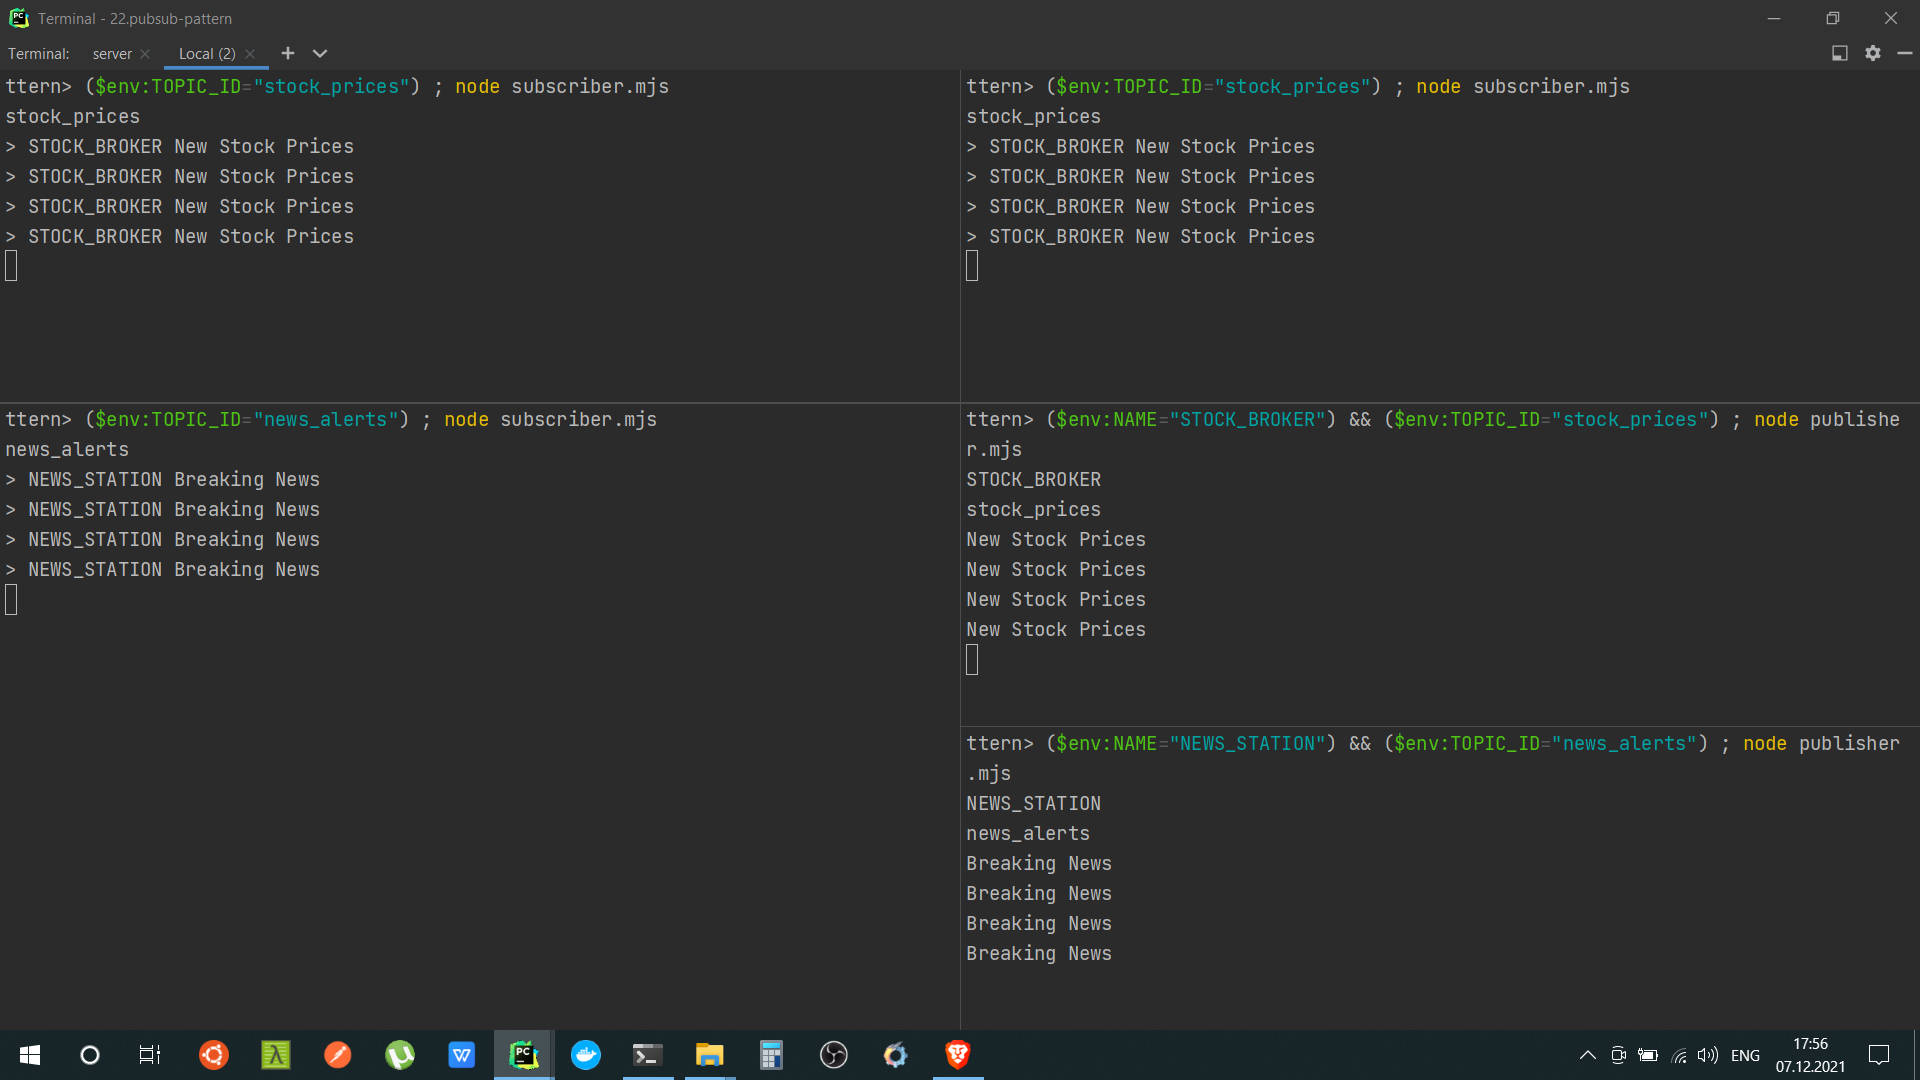 Terminal - 22.pubsub-pattern
Terminal: server Local (2)
ttern> ($env:TOPIC_ID="stock_prices") ; node subscriber.mjs
stock_prices
> STOCK_BROKER New Stock Prices
> STOCK_BROKER New Stock Prices
> STOCK_BROKER New Stock Prices
> STOCK_BROKER New Stock Prices
ttern> ($env:TOPIC_ID="stock_prices") ; node subscriber.mjs
stock_prices
> STOCK_BROKER New Stock Prices
> STOCK_BROKER New Stock Prices
> STOCK_BROKER New Stock Prices
> STOCK_BROKER New Stock Prices
ttern> ($env:TOPIC_ID="news_alerts") ; node subscriber.mjs
news_alerts
> NEWS_STATION Breaking News
> NEWS_STATION Breaking News
> NEWS_STATION Breaking News
> NEWS_STATION Breaking News
ttern> ($env:NAME="STOCK_BROKER") && ($env:TOPIC_ID="stock_prices") ; node publishe
r.mjs
STOCK_BROKER
stock_prices
New Stock Prices
New Stock Prices
New Stock Prices
New Stock Prices
ttern> ($env:NAME="NEWS_STATION") && ($env:TOPIC_ID="news_alerts") ; node publisher
.mjs
NEWS_STATION
news_alerts
Breaking News
Breaking News
Breaking News
Breaking News
ENG
17:56
07.12.2021